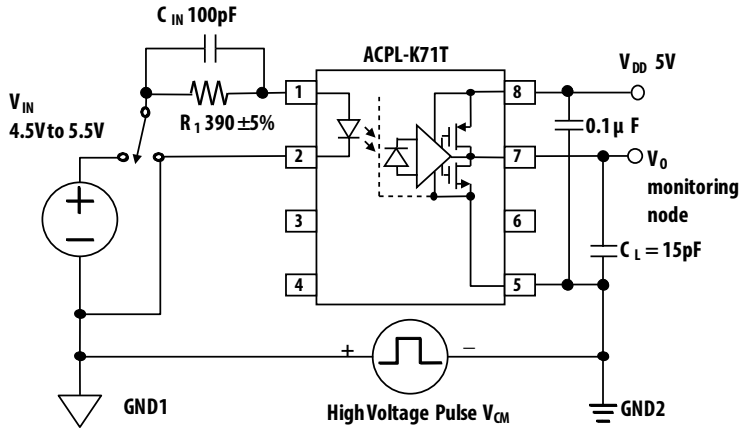 C IN 100pF
ACPL-K71T
V DD 5V
V IN
4.5V to 5.5V
R 1 390 ±5%
1
2
3
4
8
7
6
5
0.1µ F
V O
monitoring
node
C L = 15pF
+
−
+
−
GND1
High Voltage Pulse V CM
GND2